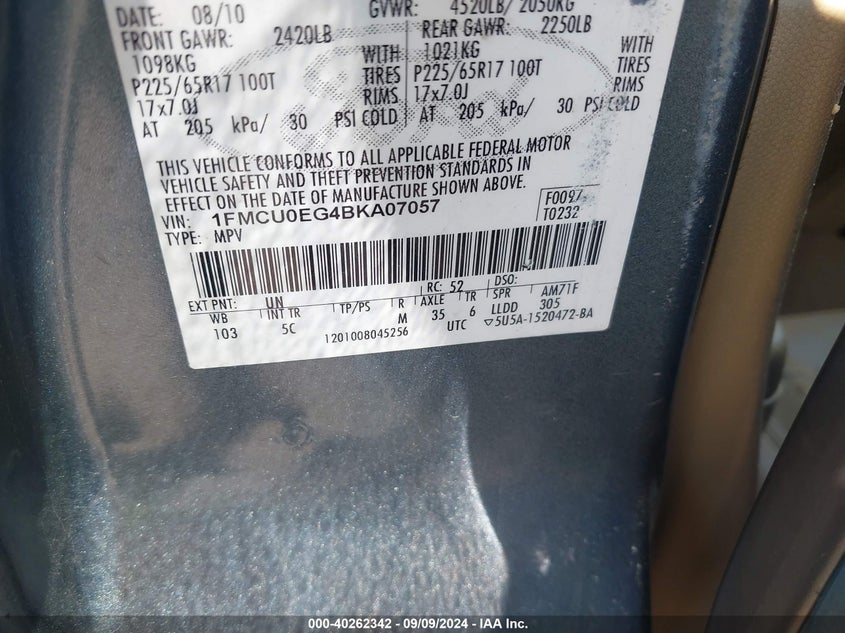 DATE: 08/10 GVWR: 4520LB/ 2050KG
FRONT GAWR: 2420LB REAR GAWR: 2250LB
1098KG WITH 1021KG WITH
P225/65R17 100T TIRES P225/65R17 100T TIRES
17x7.0J RIMS 17x7.0J RIMS
AT 205 kPa/ 30 PSI COLD AT 205 kPa/ 30 PSI COLD
THIS VEHICLE CONFORMS TO ALL APPLICABLE FEDERAL MOTOR
VEHICLE SAFETY AND THEFT PREVENTION STANDARDS IN
EFFECT ON THE DATE OF MANUFACTURE SHOWN ABOVE.
VIN: 1FMCU0EG4BKA07057 F0097
TYPE: MPV T0232
EXT PNT: UN RC: 52 DSO:
WB INT TR TP/PS R AXLE TR SPR AM71F
103 5C M 35 6 LLDD 305
1201008045256 UTC ▽5U5A-1520472-BA
000-40262342 - 09/09/2024 - IAA Inc.